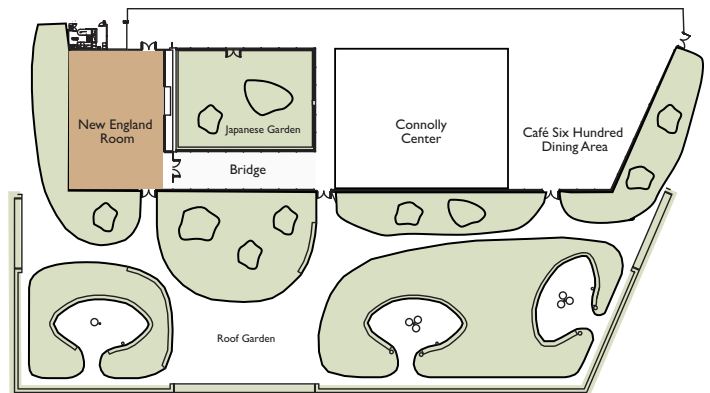 New England
Room
Japanese Garden
Bridge
Connolly
Center
Café Six Hundred
Dining Area
Roof Garden